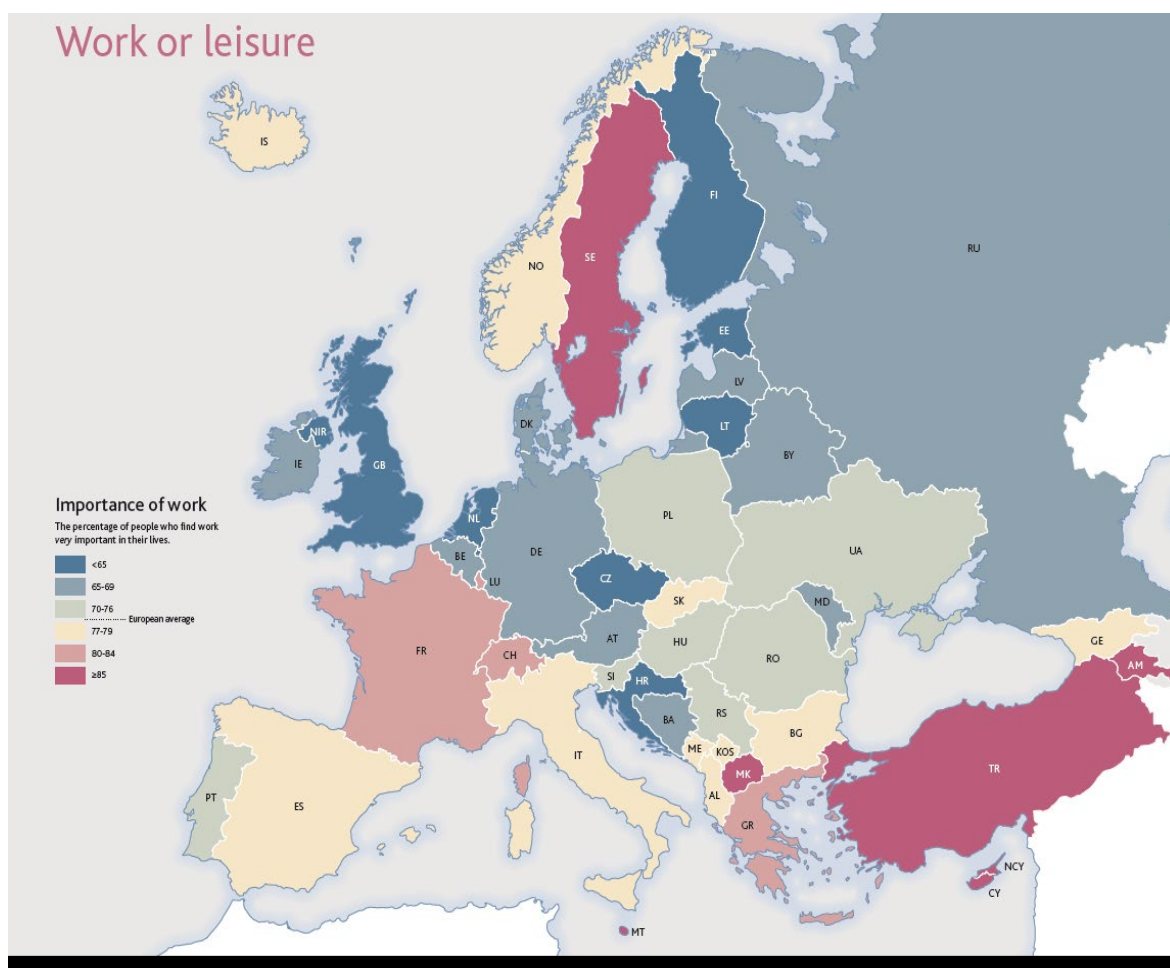 Work or leisure
IS
FI
RU
SE
NO
EE
LV
DK
LT
NIR
IE
BY
GB
PL
NL
DE
UA
BE
LU
CZ
SK
MD
AT
HU
FR
CH
RO
SI
HR
GE
AM
RS
BA
BG
IT
ME
KOS
TR
MK
PT
ES
AL
GR
NCY
CY
MT
Importance of work
The percentage of people who find work
very important in their lives.
<65
65-69
70-76
European average
77-79
80-84
≥85